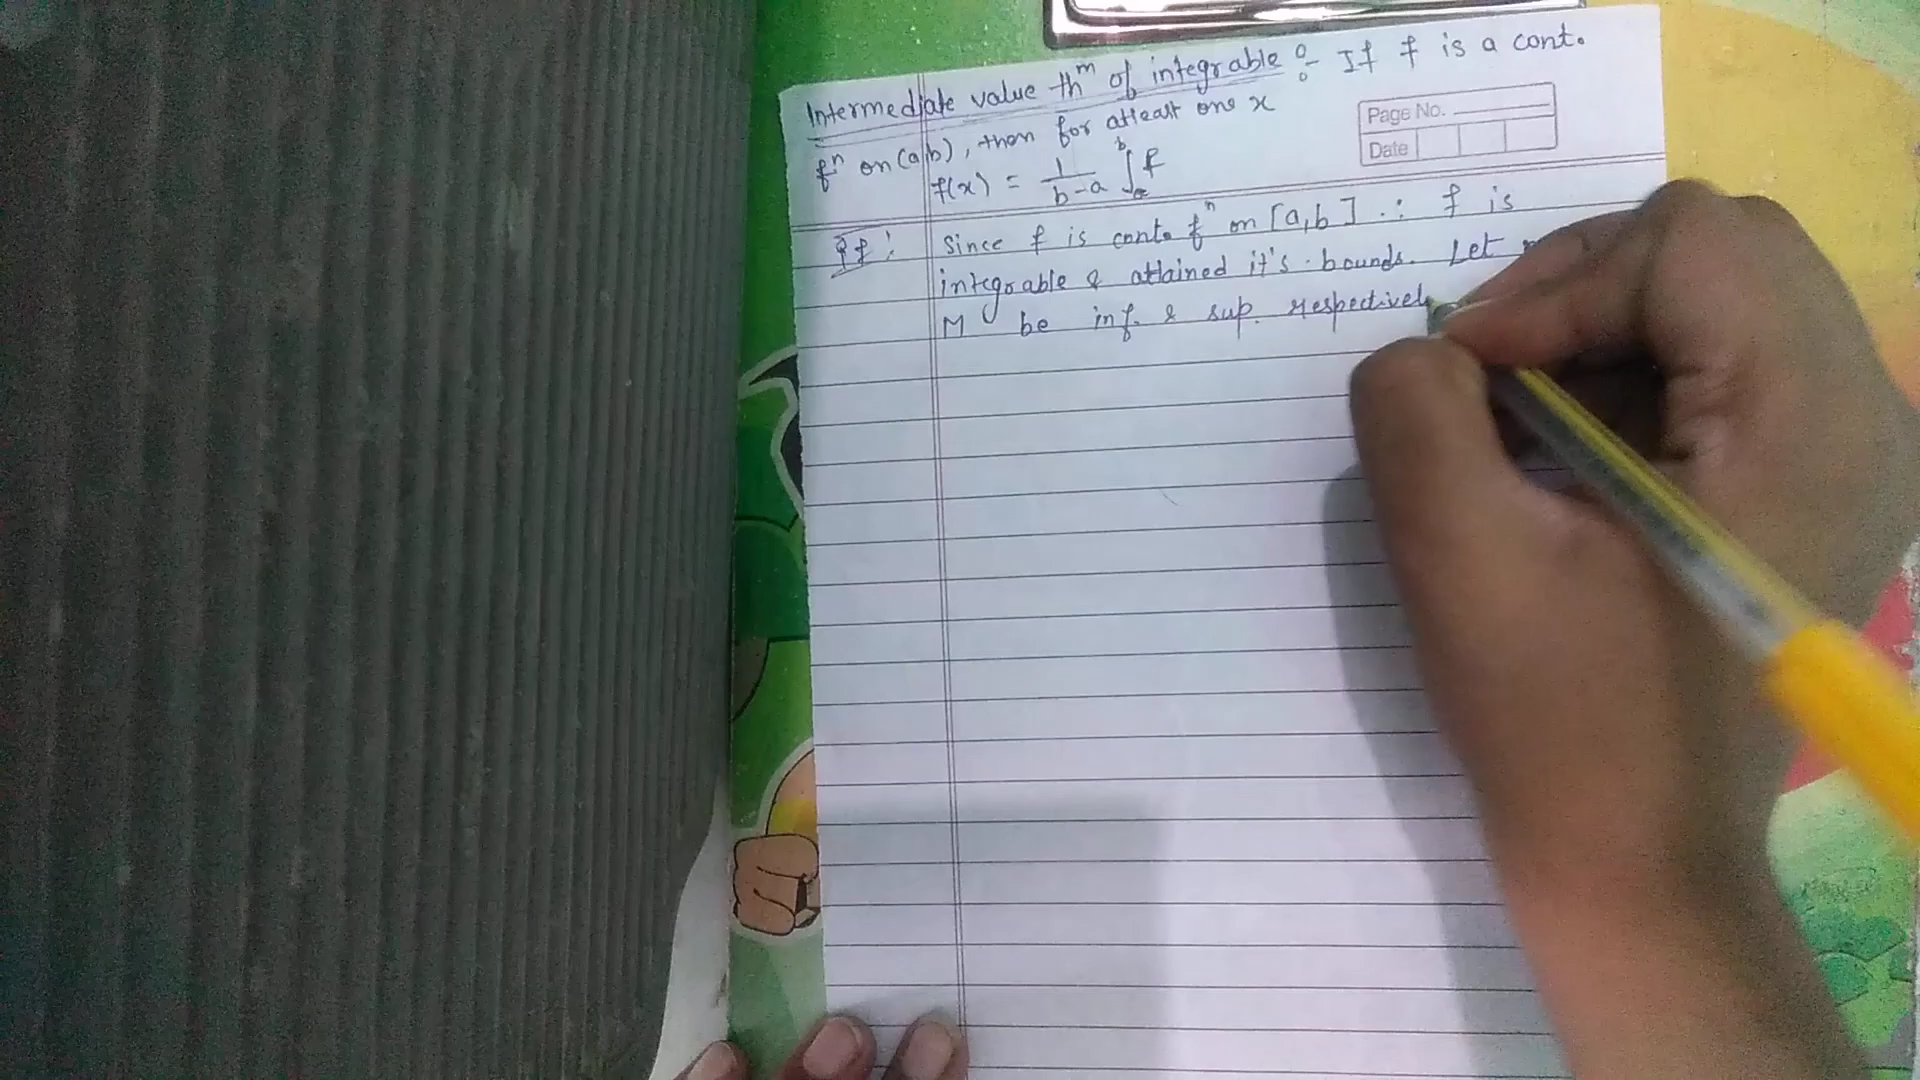 Intermediate value thᵐ of integrable :- If f is a cont.
fⁿ on (a,b), then for atleast one x
Page No.
f(x) = 1/(b-a) ∫ₐᵇ f
Date
Pf: Since f is cont. fⁿ on [a,b] ∴ f is
integrable & attained it's bounds. Let
M be inf. & sup. respectively